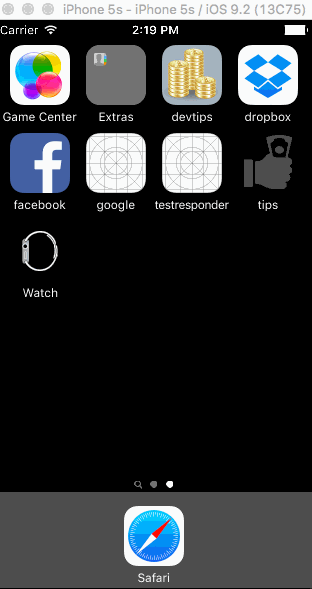 iPhone 5s - iPhone 5s / iOS 9.2 (13C75)
Carrier 2:19 PM
Game Center Extras devtips dropbox
facebook google testresponder tips
Watch
Safari